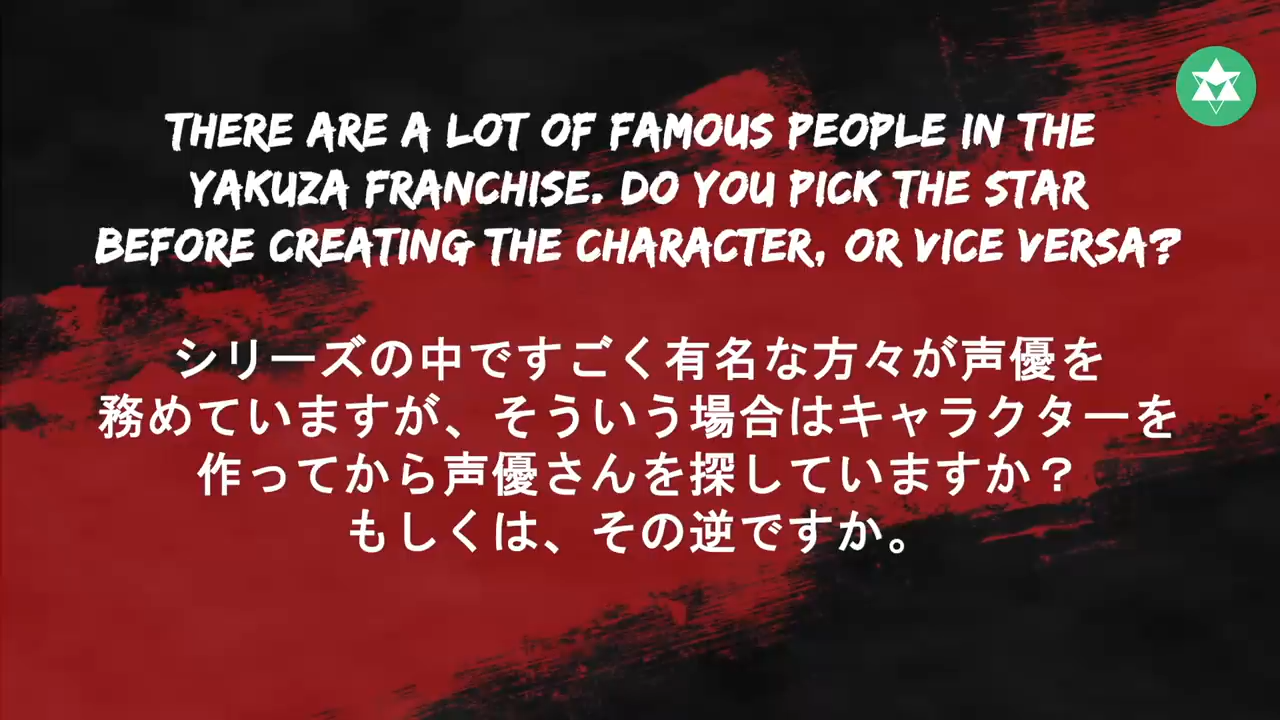 THERE ARE A LOT OF FAMOUS PEOPLE IN THE
YAKUZA FRANCHISE. DO YOU PICK THE STAR
BEFORE CREATING THE CHARACTER, OR VICE VERSA?
シリーズの中ですごく有名な方々が声優を
務めていますが、そういう場合はキャラクターを
作ってから声優さんを探していますか？
もしくは、その逆ですか。